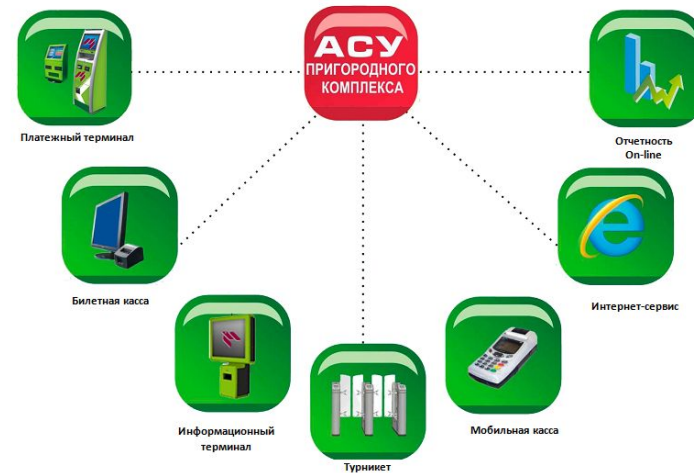 АСУ
ПРИГОРОДНОГО
КОМПЛЕКСА
Платежный терминал
Отчетность
On-line
Билетная касса
Интернет-сервис
Информационный
терминал
Мобильная касса
Турникет